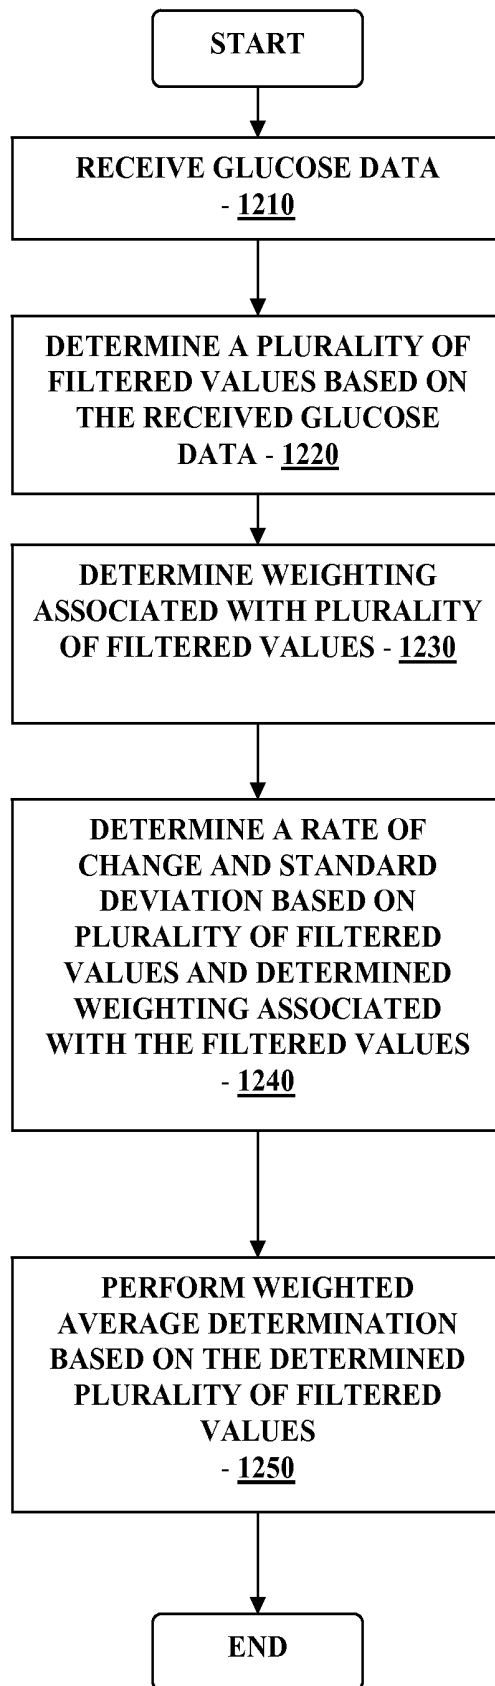 START
RECEIVE GLUCOSE DATA
- 1210
DETERMINE A PLURALITY OF
FILTERED VALUES BASED ON
THE RECEIVED GLUCOSE
DATA - 1220
DETERMINE WEIGHTING
ASSOCIATED WITH PLURALITY
OF FILTERED VALUES - 1230
DETERMINE A RATE OF
CHANGE AND STANDARD
DEVIATION BASED ON
PLURALITY OF FILTERED
VALUES AND DETERMINED
WEIGHTING ASSOCIATED
WITH THE FILTERED VALUES
- 1240
PERFORM WEIGHTED
AVERAGE DETERMINATION
BASED ON THE DETERMINED
PLURALITY OF FILTERED
VALUES
- 1250
END